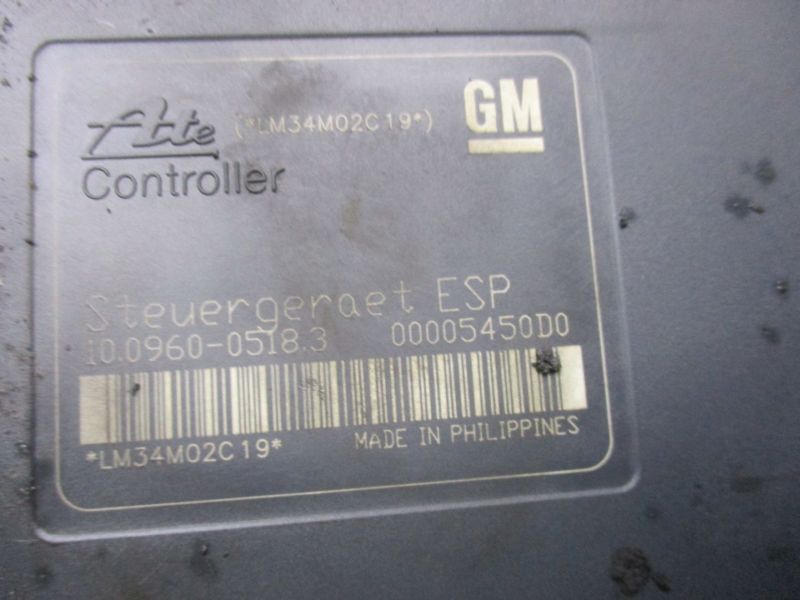 Ate (*LM34M02C19*) GM
Controller
Steuergeraet ESP
10.0960-0518.3 00005450D0
*LM34M02C19* MADE IN PHILIPPINES